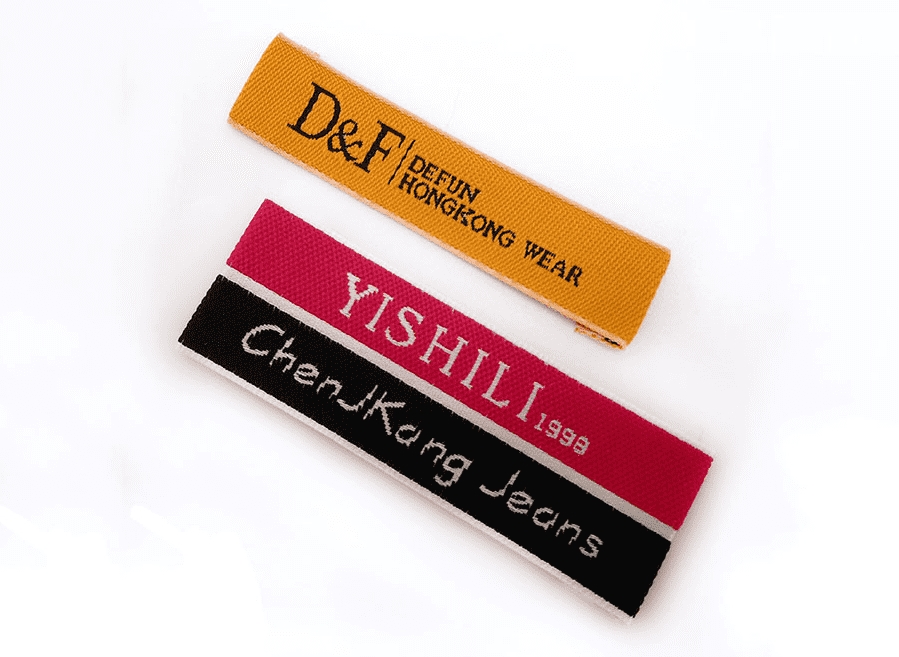 D&F
DEFUN
HONGKONG WEAR
YISHILI 1998
ChenJKang Jeans